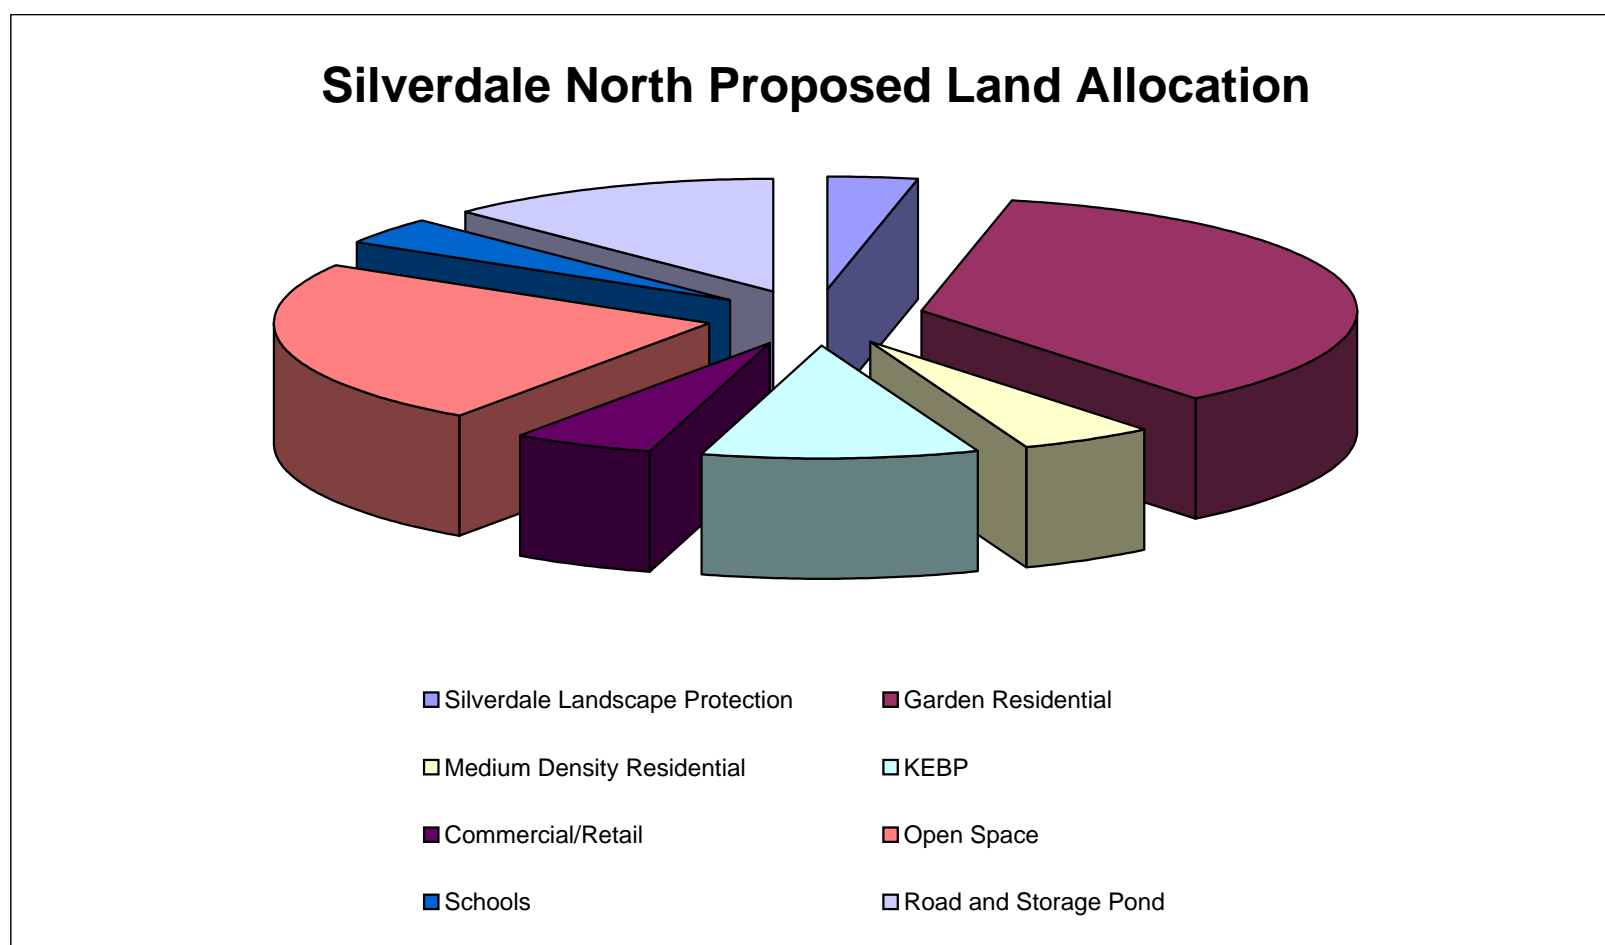 Silverdale North Proposed Land Allocation
Silverdale Landscape Protection
Garden Residential
Medium Density Residential
KEBP
Commercial/Retail
Open Space
Schools
Road and Storage Pond